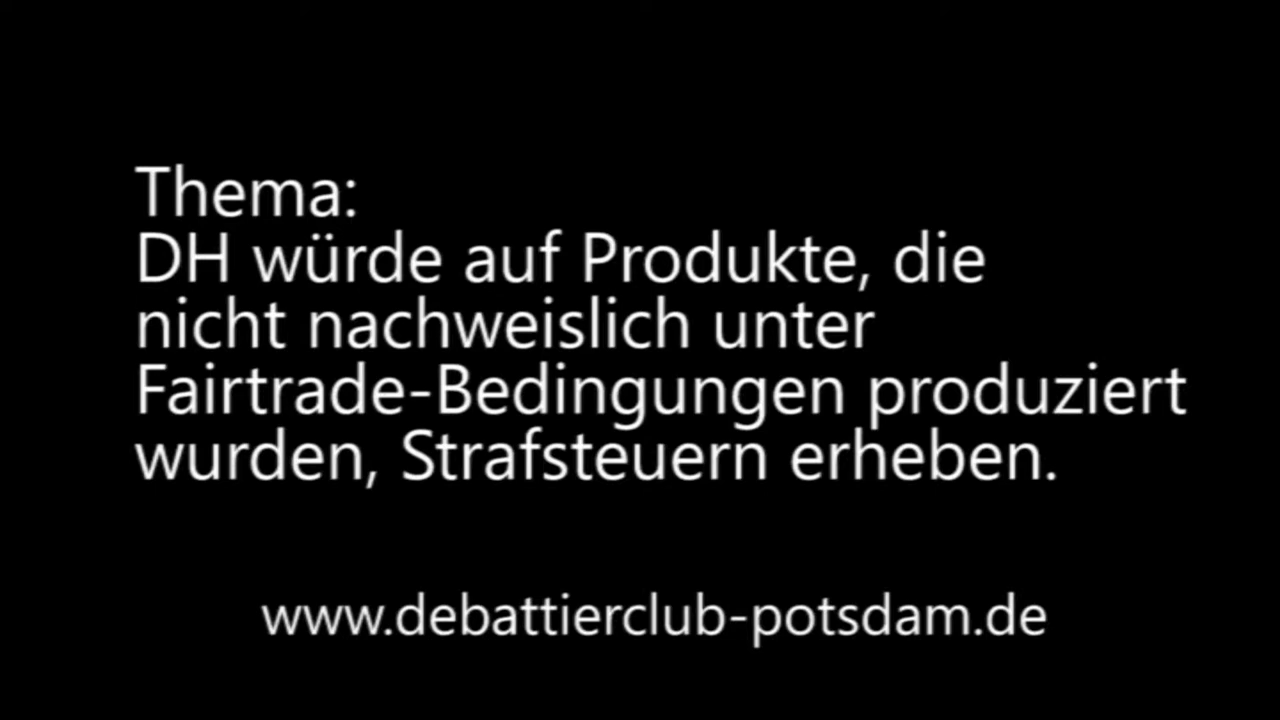 Thema:
DH würde auf Produkte, die
nicht nachweislich unter
Fairtrade-Bedingungen produziert
wurden, Strafsteuern erheben.
www.debattierclub-potsdam.de